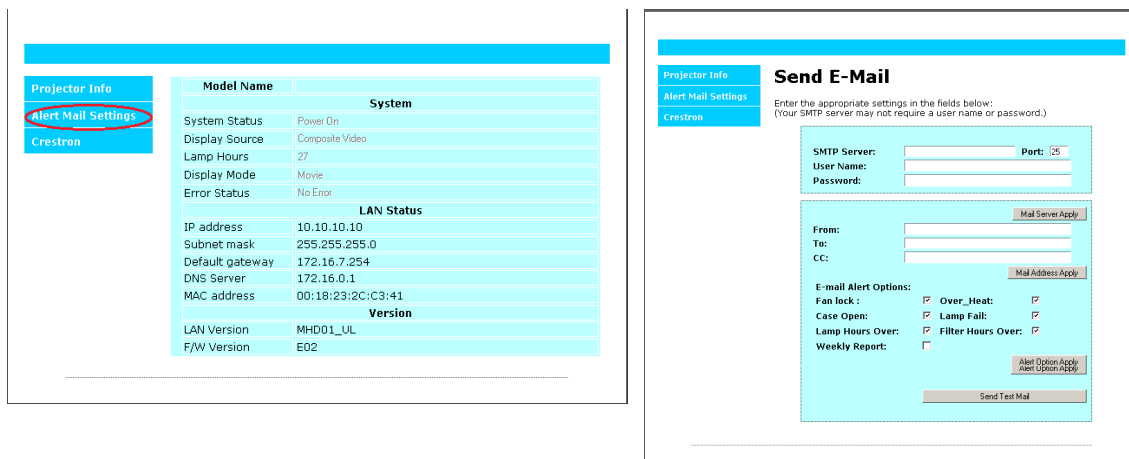 Projector Info
Alert Mail Settings
Crestron
Model Name
System
System Status Power On
Display Source Composite Video
Lamp Hours 27
Display Mode Movie
Error Status No Error
LAN Status
IP address 10.10.10.10
Subnet mask 255.255.255.0
Default gateway 172.16.7.254
DNS Server 172.16.0.1
MAC address 00:18:23:2C:C3:41
Version
LAN Version MHD01_UL
F/W Version E02
Projector Info
Alert Mail Settings
Crestron
Send E-Mail
Enter the appropriate settings in the fields below:
(Your SMTP server may not require a user name or password.)
SMTP Server: Port: 25
User Name:
Password:
Mail Server Apply
From:
To:
CC:
Mail Address Apply
E-mail Alert Options:
Fan lock : Over_Heat:
Case Open: Lamp Fail:
Lamp Hours Over: Filter Hours Over:
Weekly Report:
Alert Option Apply
Alert Option Apply
Send Test Mail